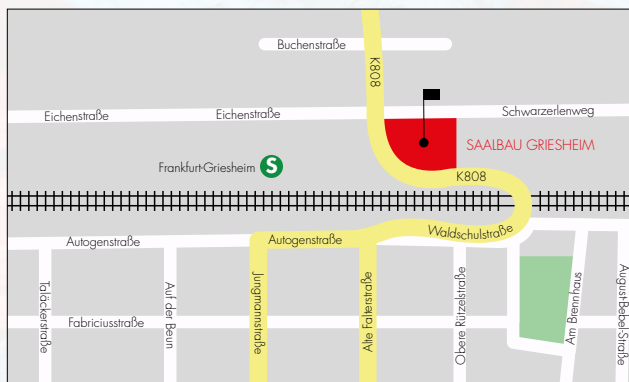 Buchenstraße
K808
Eichenstraße
Eichenstraße
Schwarzerlenweg
SAALBAU GRIESHEIM
Frankfurt-Griesheim S
K808
Waldschulstraße
Autogenstraße
Autogenstraße
Taläckerstraße
Auf der Beun
Jungmannstraße
Alte Falterstraße
Obere Rützelstraße
Am Brennhaus
August-Bebel-Straße
Fabriciusstraße